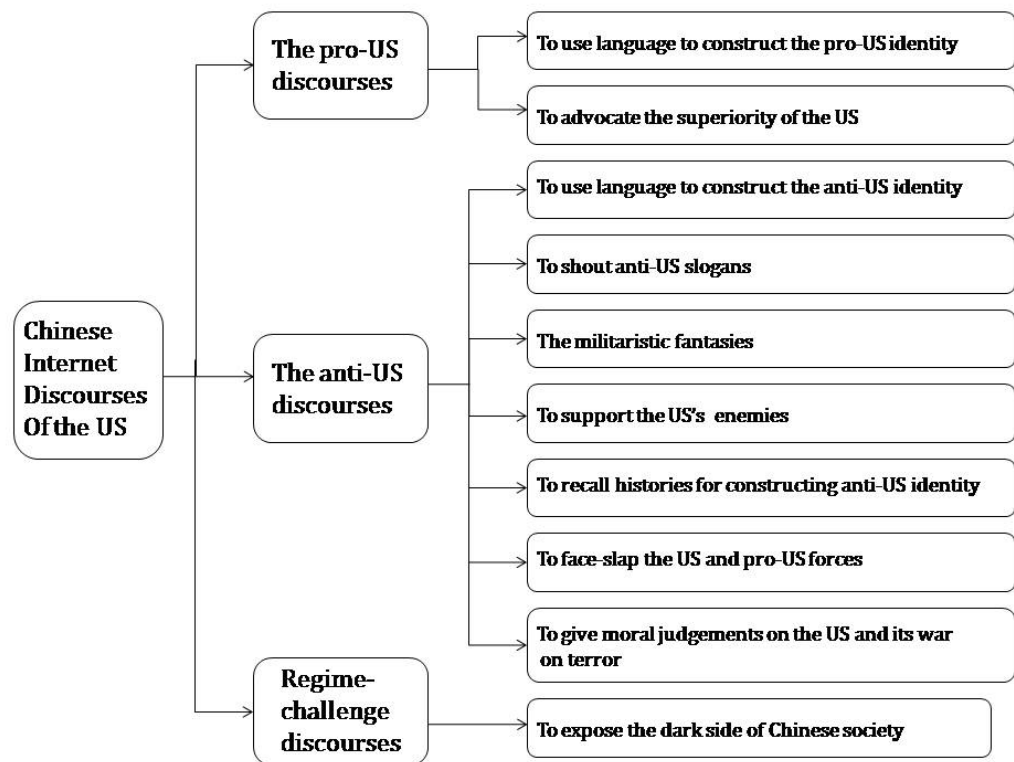 Chinese
Internet
Discourses
Of the US
The pro-US
discourses
To use language to construct the pro-US identity
To advocate the superiority of the US
The anti-US
discourses
To use language to construct the anti-US identity
To shout anti-US slogans
The militaristic fantasies
To support the US's enemies
To recall histories for constructing anti-US identity
To face-slap the US and pro-US forces
To give moral judgements on the US and its war
on terror
Regime-
challenge
discourses
To expose the dark side of Chinese society